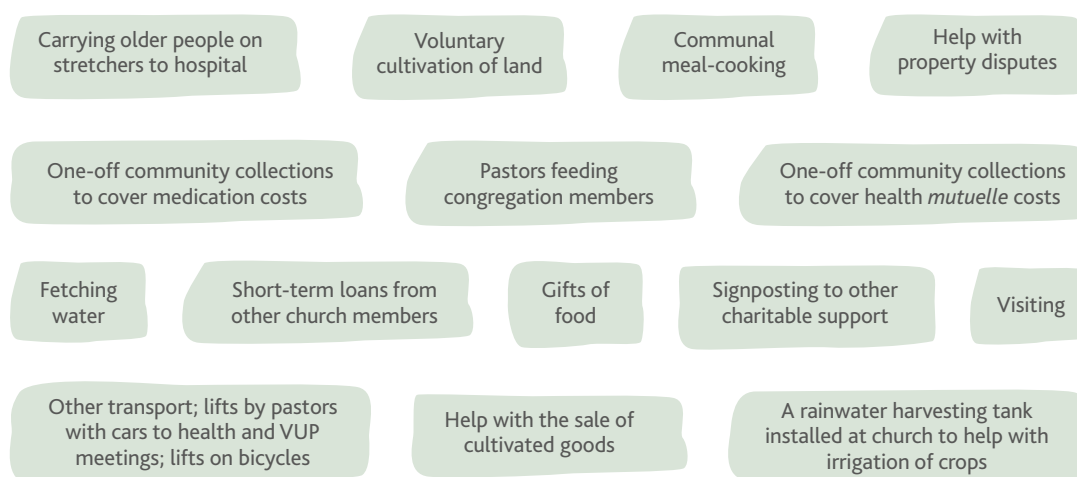 Carrying older people on
stretchers to hospital
Voluntary
cultivation of land
Communal
meal-cooking
Help with
property disputes
One-off community collections
to cover medication costs
Pastors feeding
congregation members
One-off community collections
to cover health mutuelle costs
Fetching
water
Short-term loans from
other church members
Gifts of
food
Signposting to other
charitable support
Visiting
Other transport; lifts by pastors
with cars to health and VUP
meetings; lifts on bicycles
Help with the sale of
cultivated goods
A rainwater harvesting tank
installed at church to help with
irrigation of crops